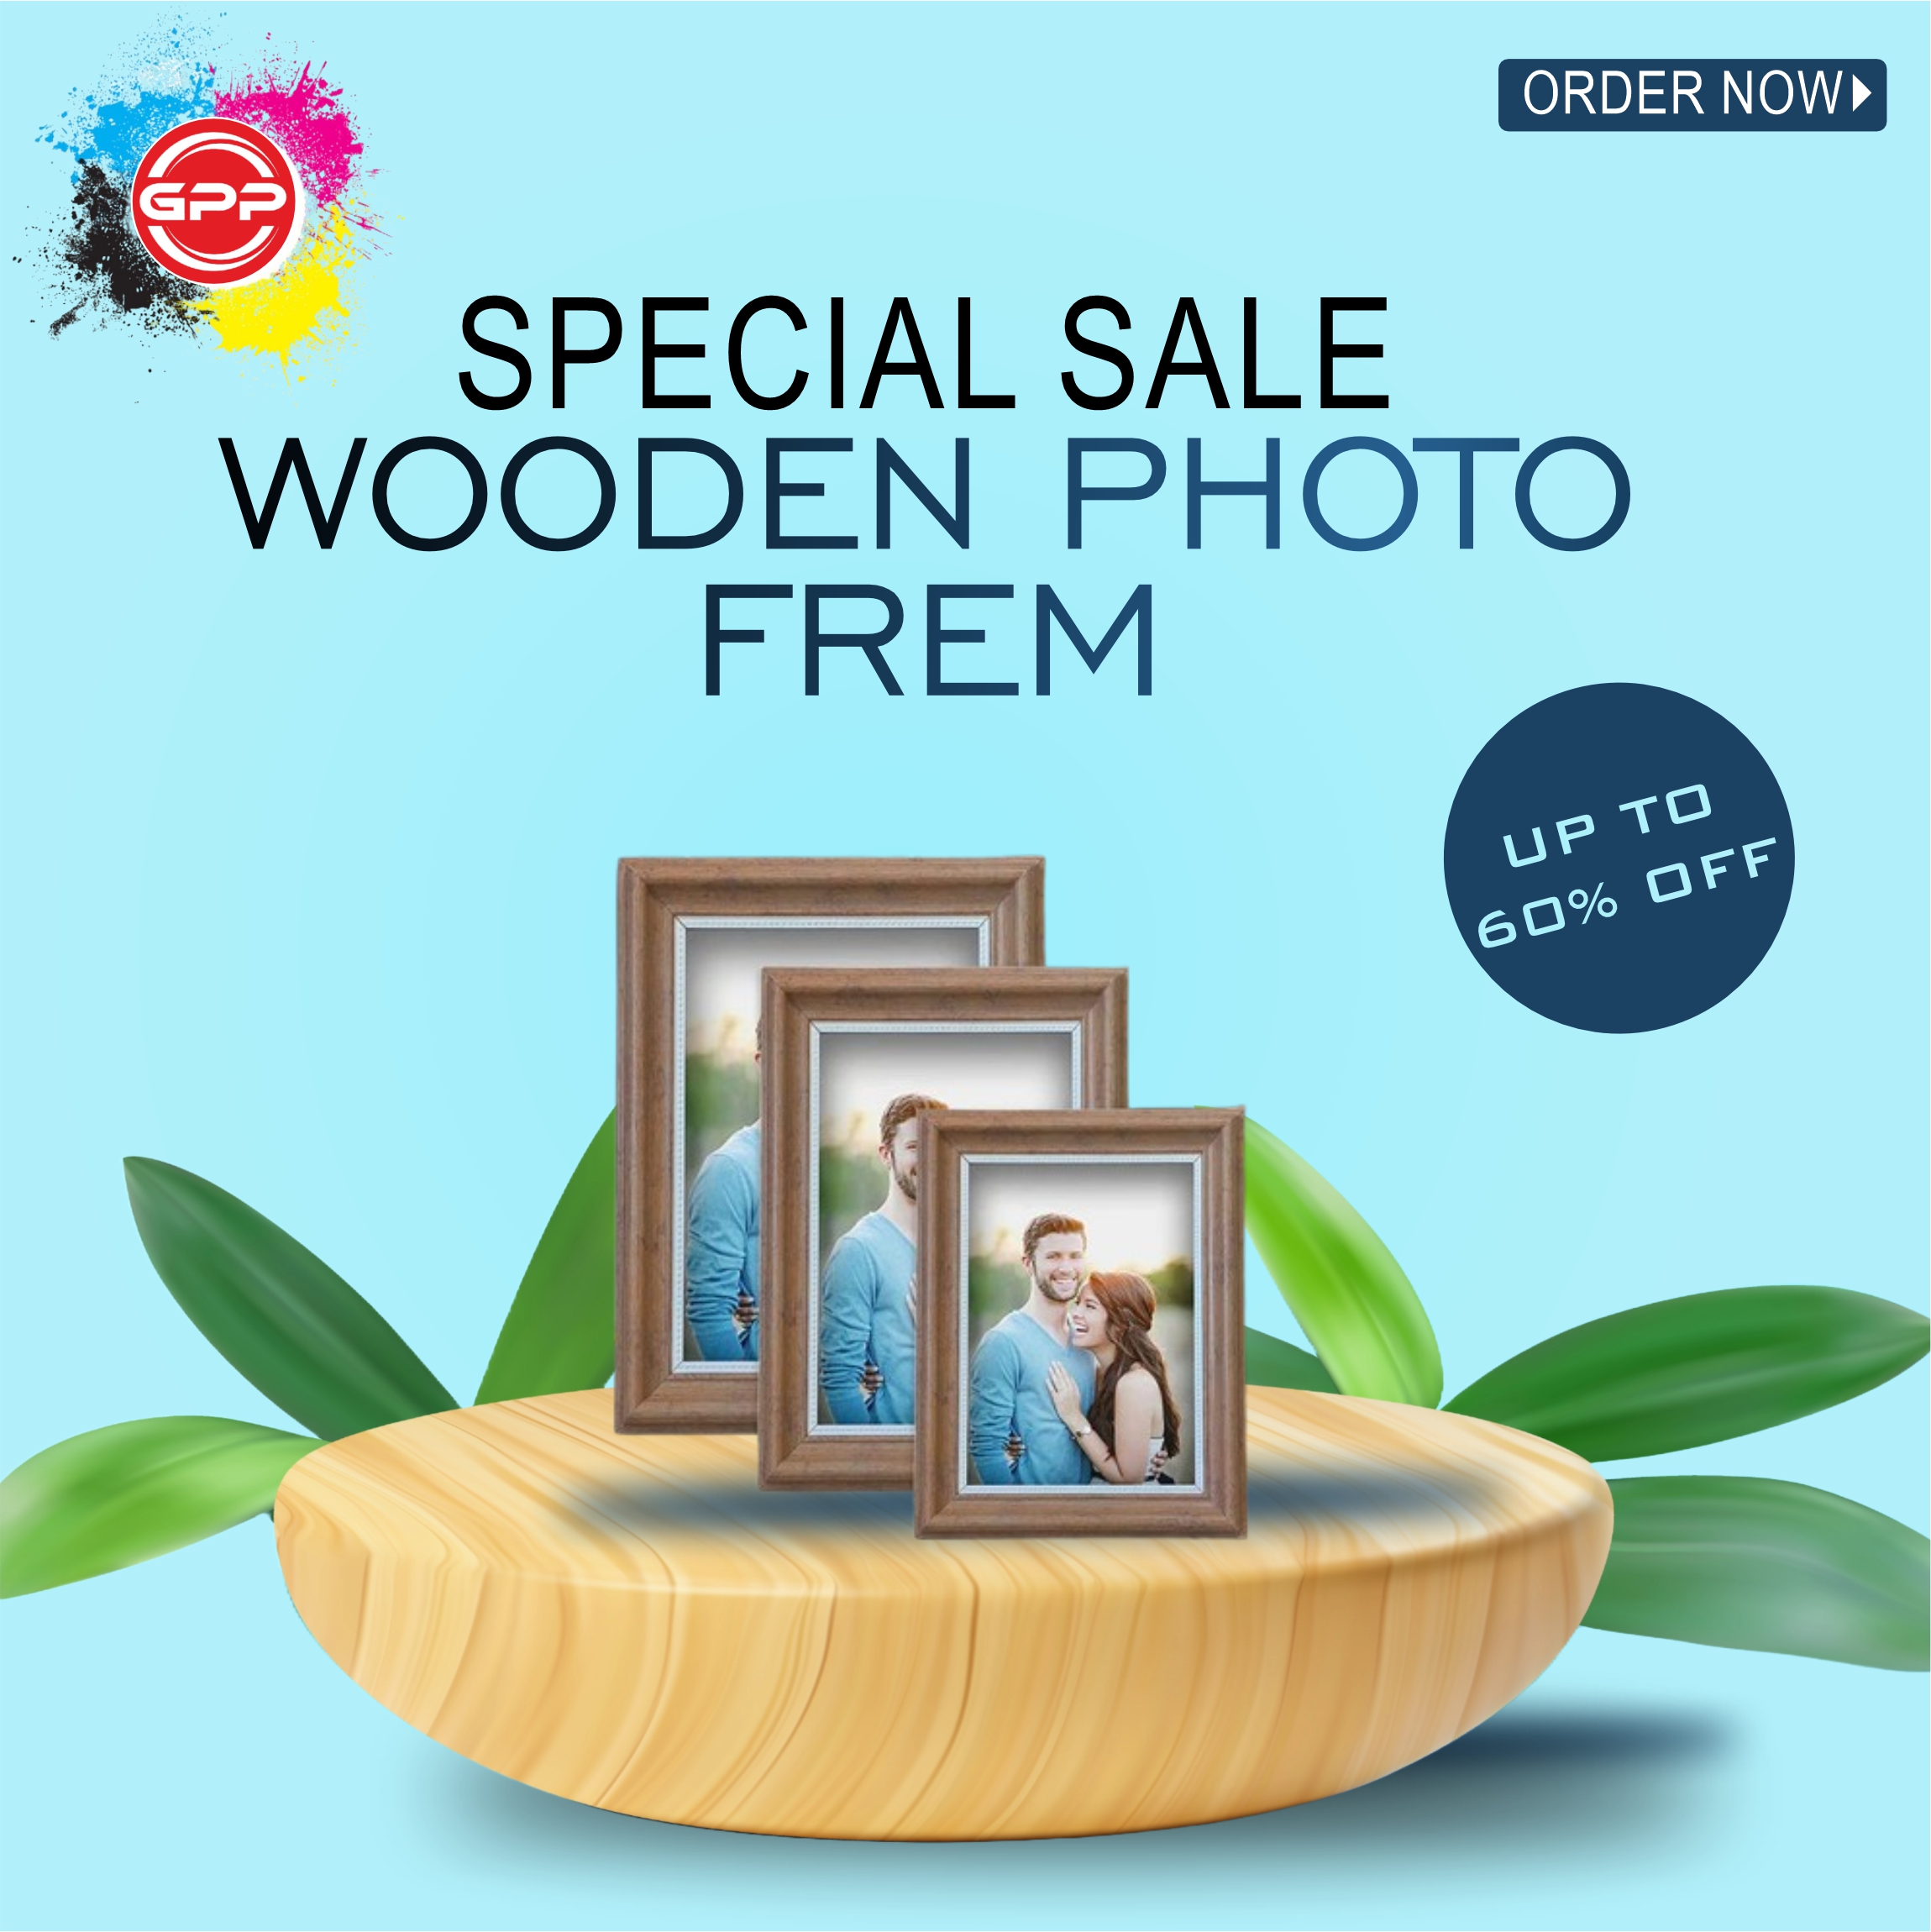 GPP
ORDER NOW
SPECIAL SALE
WOODEN PHOTO
FREM
UP TO
60% OFF